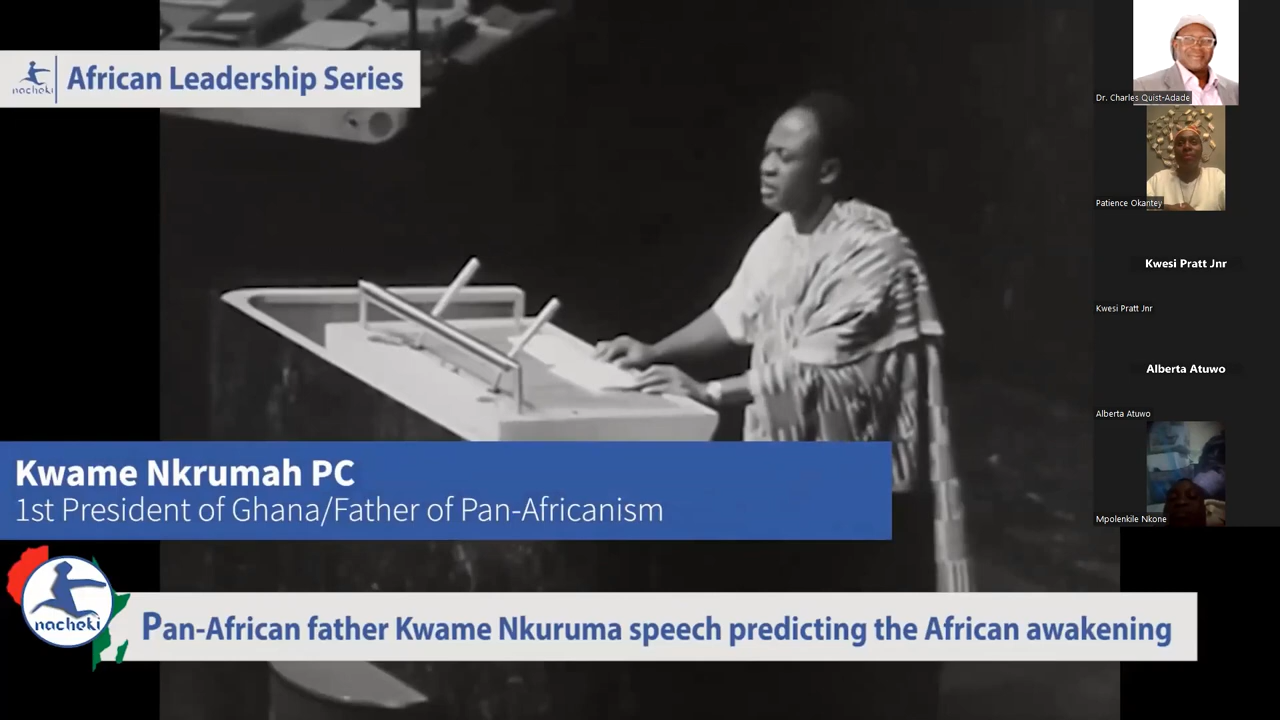 nacheki
African Leadership Series
Dr. Charles Quist-Adade
Patience Okantey
Kwesi Pratt Jnr
Kwesi Pratt Jnr
Alberta Atuwo
Alberta Atuwo
Mpolenkile Nkone
Kwame Nkrumah PC
1st President of Ghana/Father of Pan-Africanism
nacheki
Pan-African father Kwame Nkuruma speech predicting the African awakening